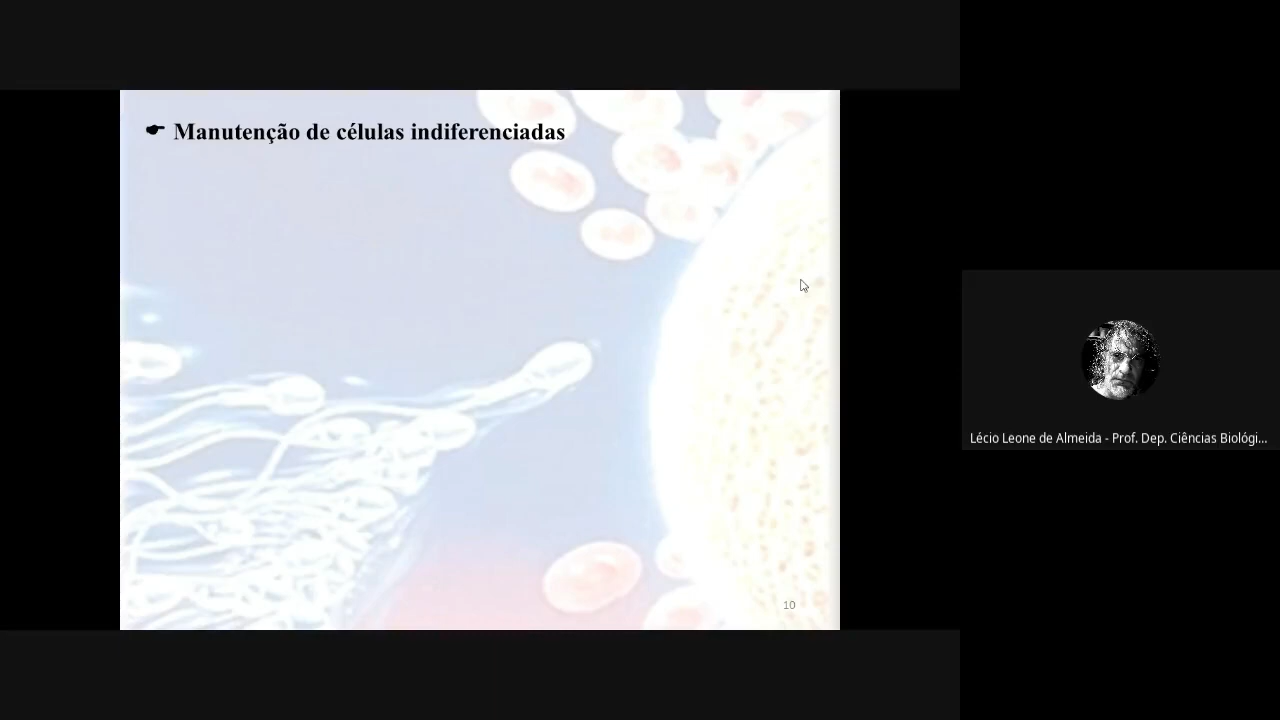 ☛ Manutenção de células indiferenciadas
Lécio Leone de Almeida - Prof. Dep. Ciências Biológi...
10